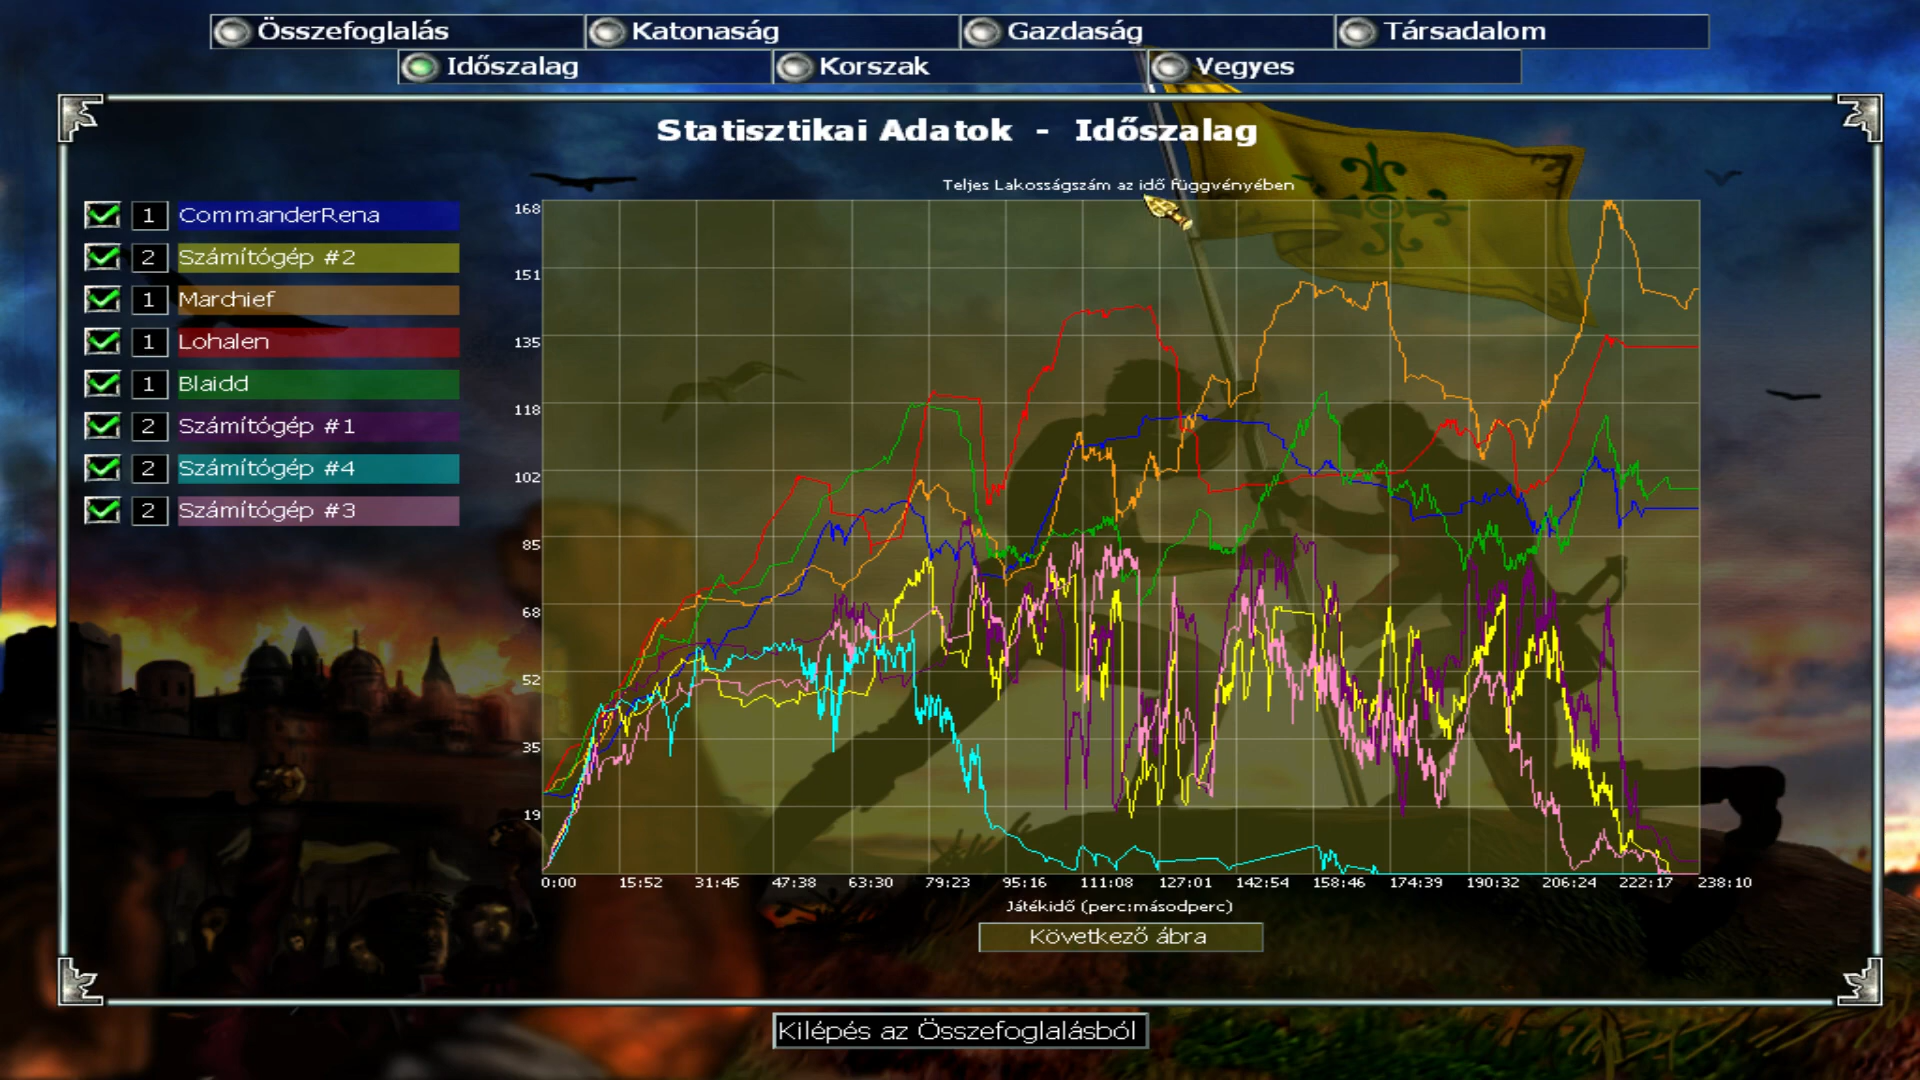 Összefoglalás Katonaság Gazdaság Társadalom
Időszalag Korszak Vegyes
Statisztikai Adatok - Időszalag
Teljes Lakosságszám az idő függvényében
1 CommanderRena
2 Számítógép #2
1 Marchief
1 Lohalen
1 Blaidd
2 Számítógép #1
2 Számítógép #4
2 Számítógép #3
168
151
135
118
102
85
68
52
35
19
0:00 15:52 31:45 47:38 63:30 79:23 95:16 111:08 127:01 142:54 158:46 174:39 190:32 206:24 222:17 238:10
Játékidő (perc:másodperc)
Következő ábra
Kilépés az Összefoglalásból